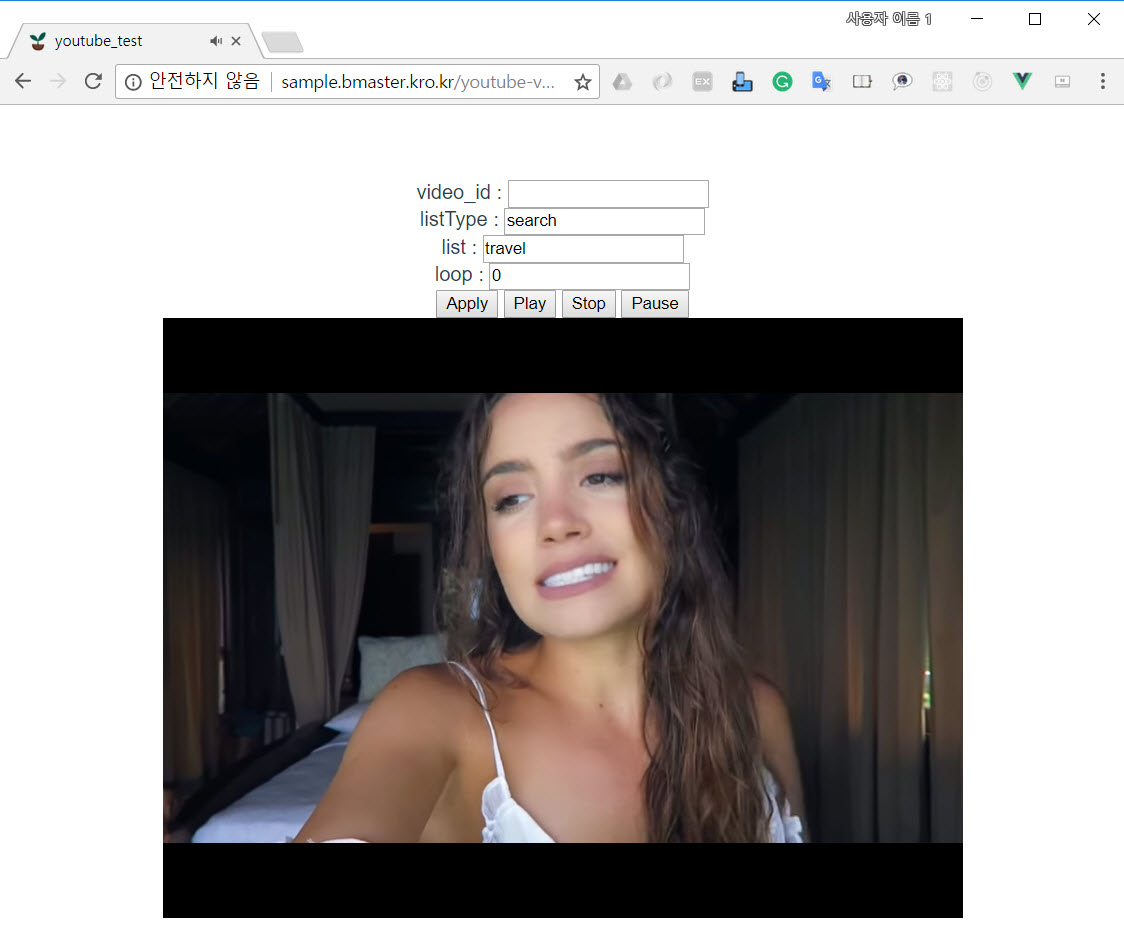 사용자 이름 1
youtube_test
안전하지 않음 sample.bmaster.kro.kr/youtube-v...
EX
video_id :
listType : search
list : travel
loop : 0
Apply Play Stop Pause